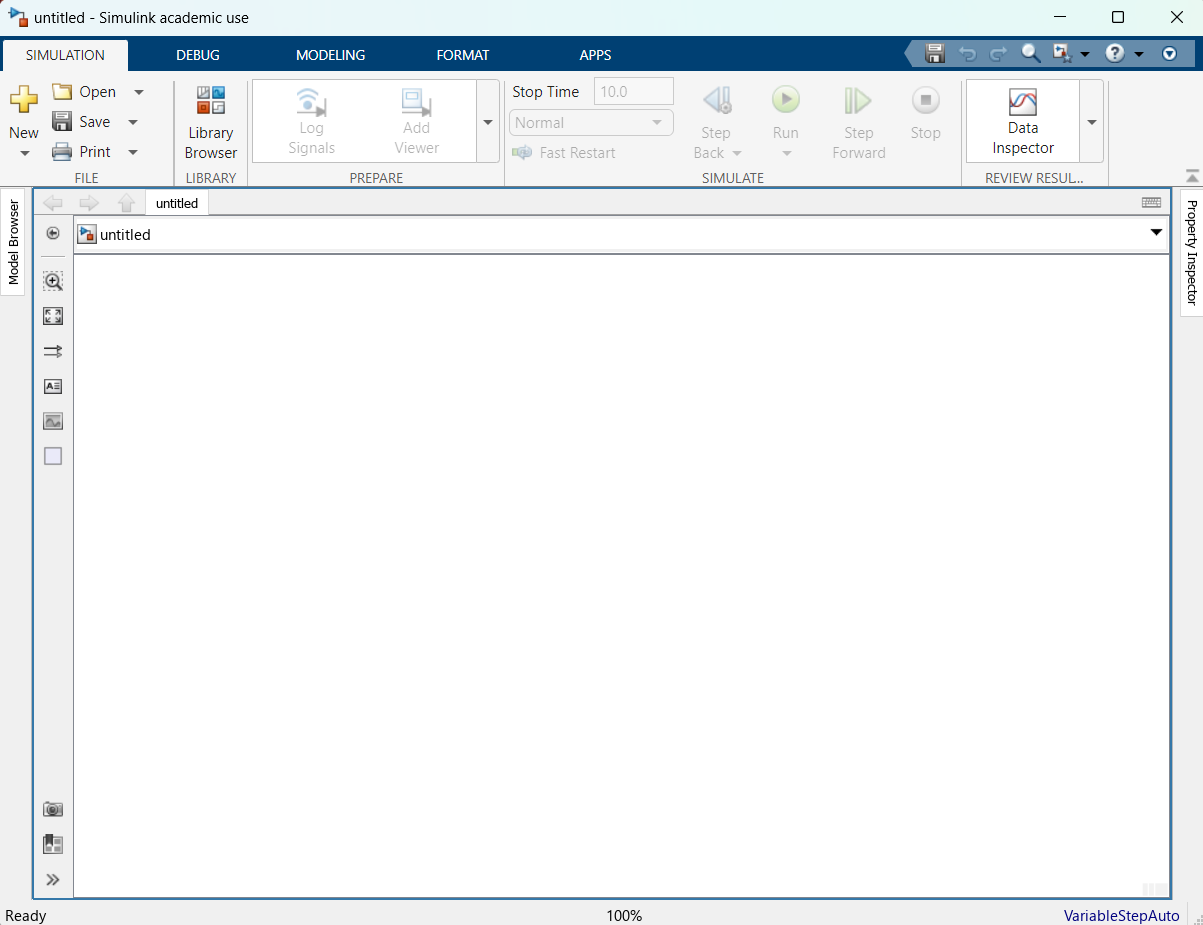 untitled - Simulink academic use
SIMULATION
DEBUG
MODELING
FORMAT
APPS
New
Open
Save
Print
FILE
Library
Browser
LIBRARY
Log
Signals
Add
Viewer
PREPARE
Stop Time
10.0
Normal
Fast Restart
Step
Back
Run
Step
Forward
Stop
SIMULATE
Data
Inspector
REVIEW RESUL...
Model Browser
untitled
untitled
Property Inspector
Ready
100%
VariableStepAuto